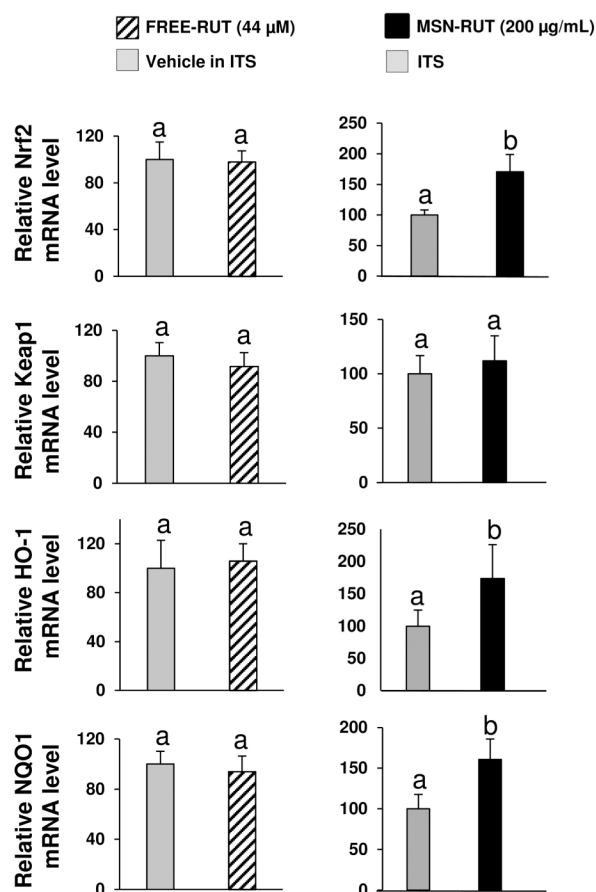 FREE-RUT (44 µM)
MSN-RUT (200 µg/mL)
Vehicle in ITS
ITS
Relative Nrf2
mRNA level
120
80
40
0
a
a
250
200
150
100
50
0
a
b
Relative Keap1
mRNA level
120
80
40
0
a
a
150
100
50
0
a
a
Relative HO-1
mRNA level
120
80
40
0
a
a
250
200
150
100
50
0
a
b
Relative NQO1
mRNA level
120
80
40
0
a
a
200
150
100
50
0
a
b